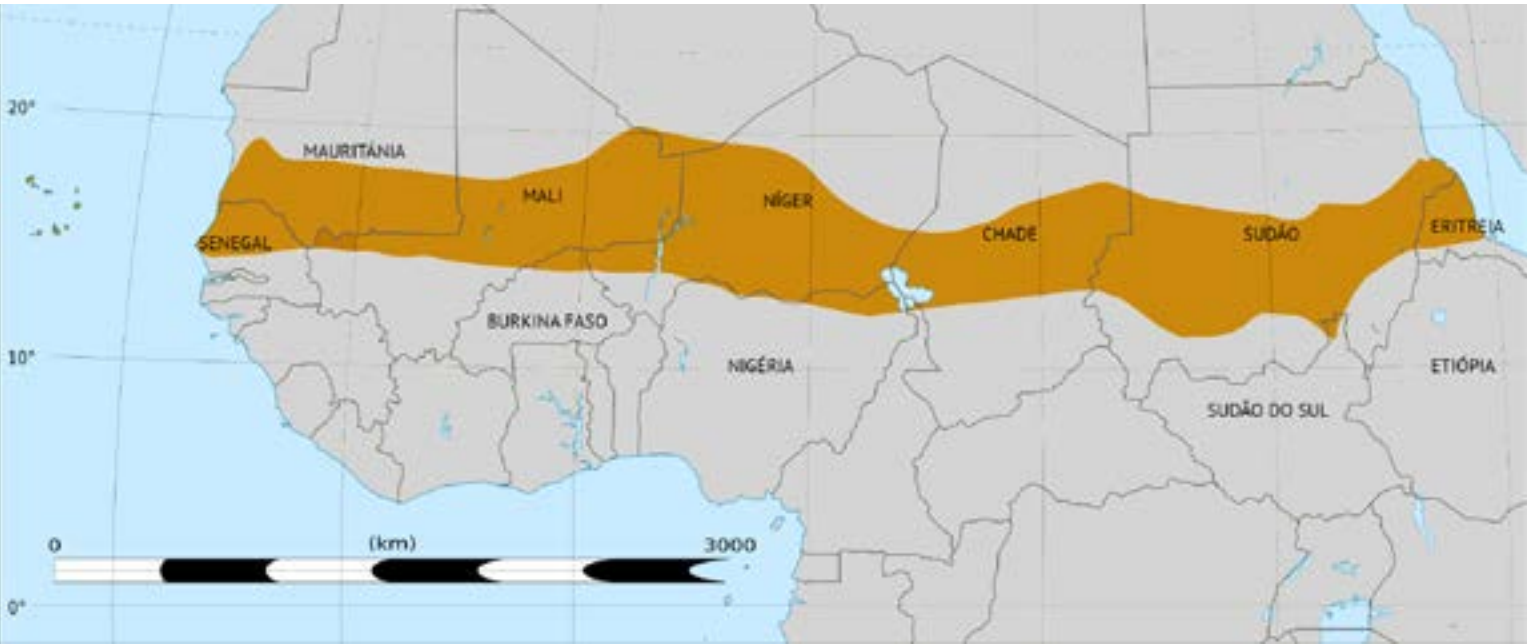 20°
MAURITÂNIA
MALI
NÍGER
SENEGAL
CHADE
SUDÃO
ERITREIA
BURKINA FASO
10°
NIGÉRIA
ETIÓPIA
SUDÃO DO SUL
0 (km) 3000
0°